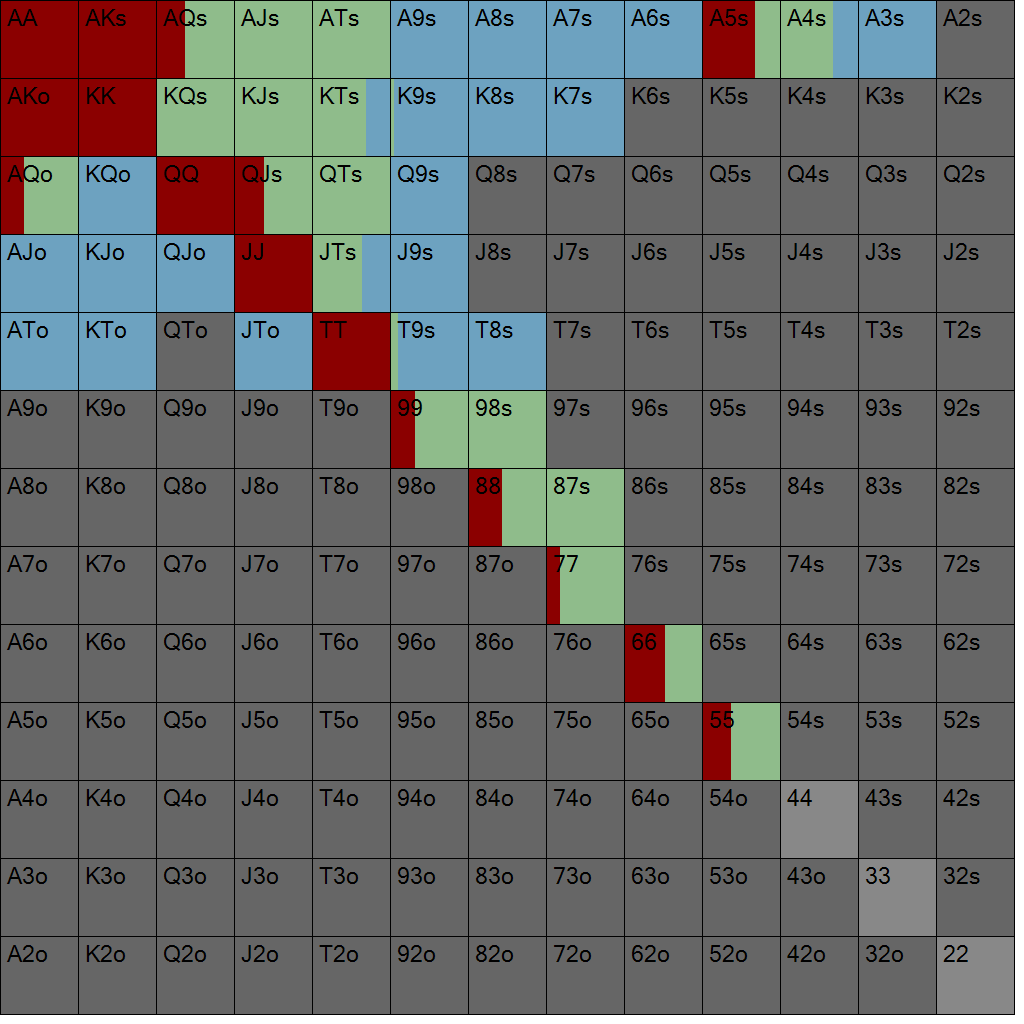 AA AKs AQs AJs ATs A9s A8s A7s A6s A5s A4s A3s A2s
AKo KK KQs KJs KTs K9s K8s K7s K6s K5s K4s K3s K2s
AQo KQo QQ QJs QTs Q9s Q8s Q7s Q6s Q5s Q4s Q3s Q2s
AJo KJo QJo JJ JTs J9s J8s J7s J6s J5s J4s J3s J2s
ATo KTo QTo JTo TT T9s T8s T7s T6s T5s T4s T3s T2s
A9o K9o Q9o J9o T9o 99 98s 97s 96s 95s 94s 93s 92s
A8o K8o Q8o J8o T8o 98o 88 87s 86s 85s 84s 83s 82s
A7o K7o Q7o J7o T7o 97o 87o 77 76s 75s 74s 73s 72s
A6o K6o Q6o J6o T6o 96o 86o 76o 66 65s 64s 63s 62s
A5o K5o Q5o J5o T5o 95o 85o 75o 65o 55 54s 53s 52s
A4o K4o Q4o J4o T4o 94o 84o 74o 64o 54o 44 43s 42s
A3o K3o Q3o J3o T3o 93o 83o 73o 63o 53o 43o 33 32s
A2o K2o Q2o J2o T2o 92o 82o 72o 62o 52o 42o 32o 22